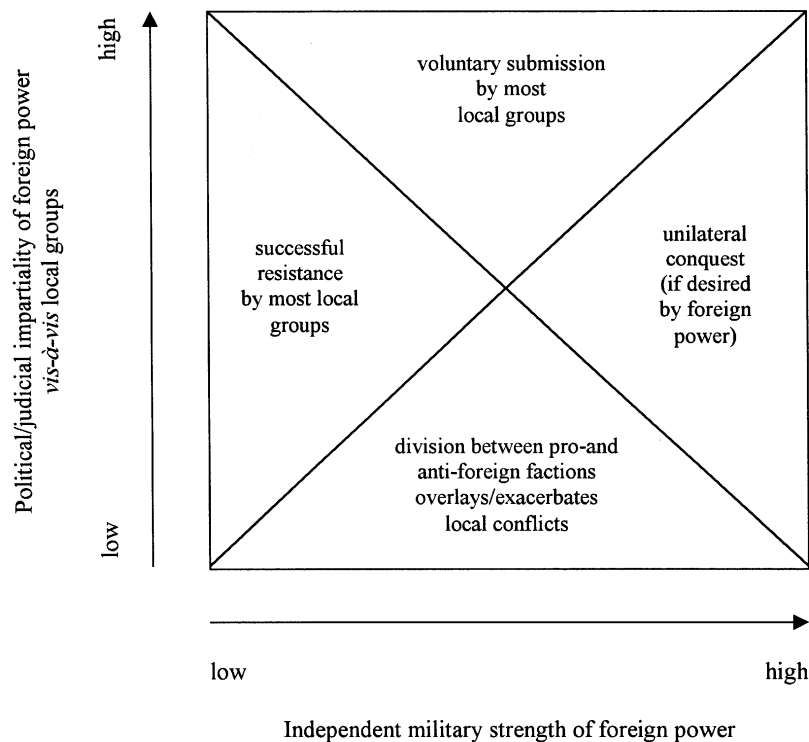 high
Political/judicial impartiality of foreign power
vis-à-vis local groups
low
voluntary submission
by most
local groups
successful
resistance
by most local
groups
unilateral
conquest
(if desired
by foreign
power)
division between pro-and
anti-foreign factions
overlays/exacerbates
local conflicts
low
high
Independent military strength of foreign power